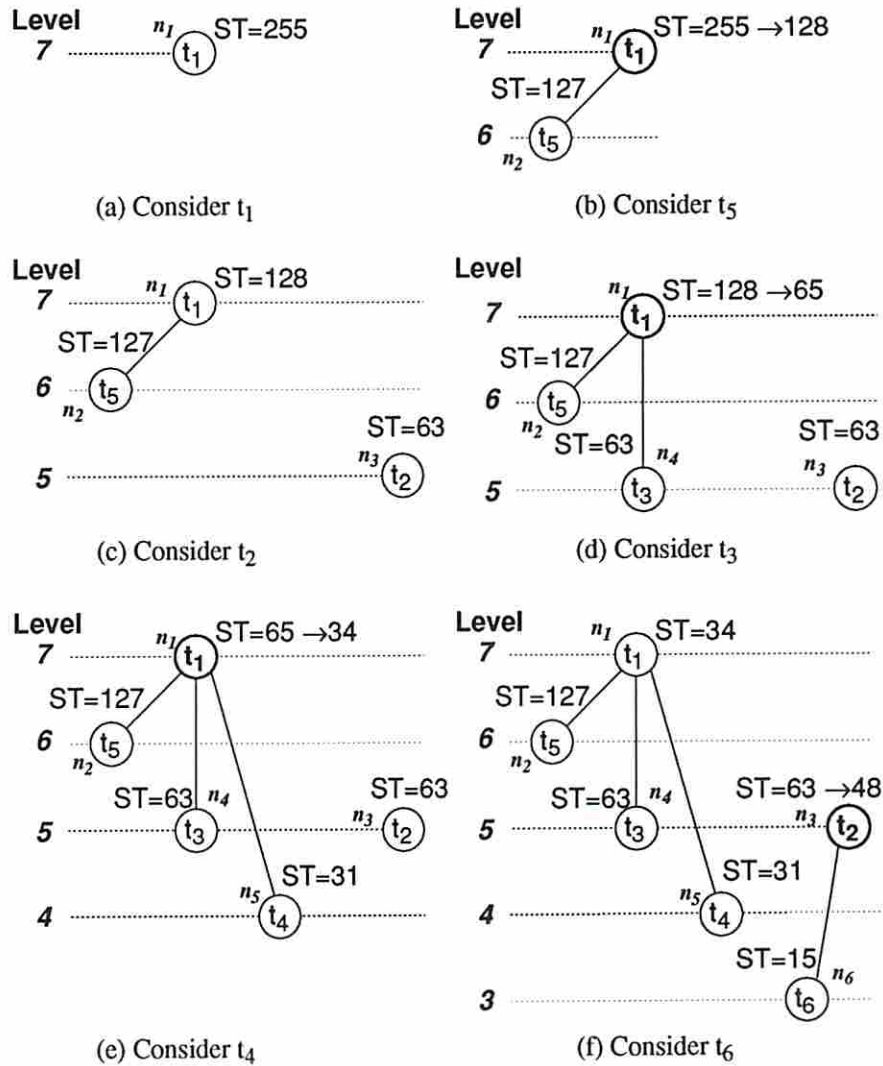 Level
n1 ST=255
7 t1
(a) Consider t1
n1 ST=255 →128
7 t1
ST=127
6 t5
n2
(b) Consider t5
Level
n1 ST=128
7 t1
ST=127
6 t5
n2
ST=63
n3
5 t2
(c) Consider t2
Level
n1 ST=128 →65
7 t1
ST=127
6 t5
n2
ST=63 n4 ST=63
n3
5 t3 t2
(d) Consider t3
Level
n1 ST=65 →34
7 t1
ST=127
6 t5
n2
ST=63 n4 ST=63
n3
5 t3 t2
n5 ST=31
4 t4
(e) Consider t4
Level
n1 ST=34
7 t1
ST=127
6 t5
n2
ST=63 n4 ST=63 →48
n3
5 t3 t2
n5 ST=31
4 t4
ST=15 n6
3 t6
(f) Consider t6